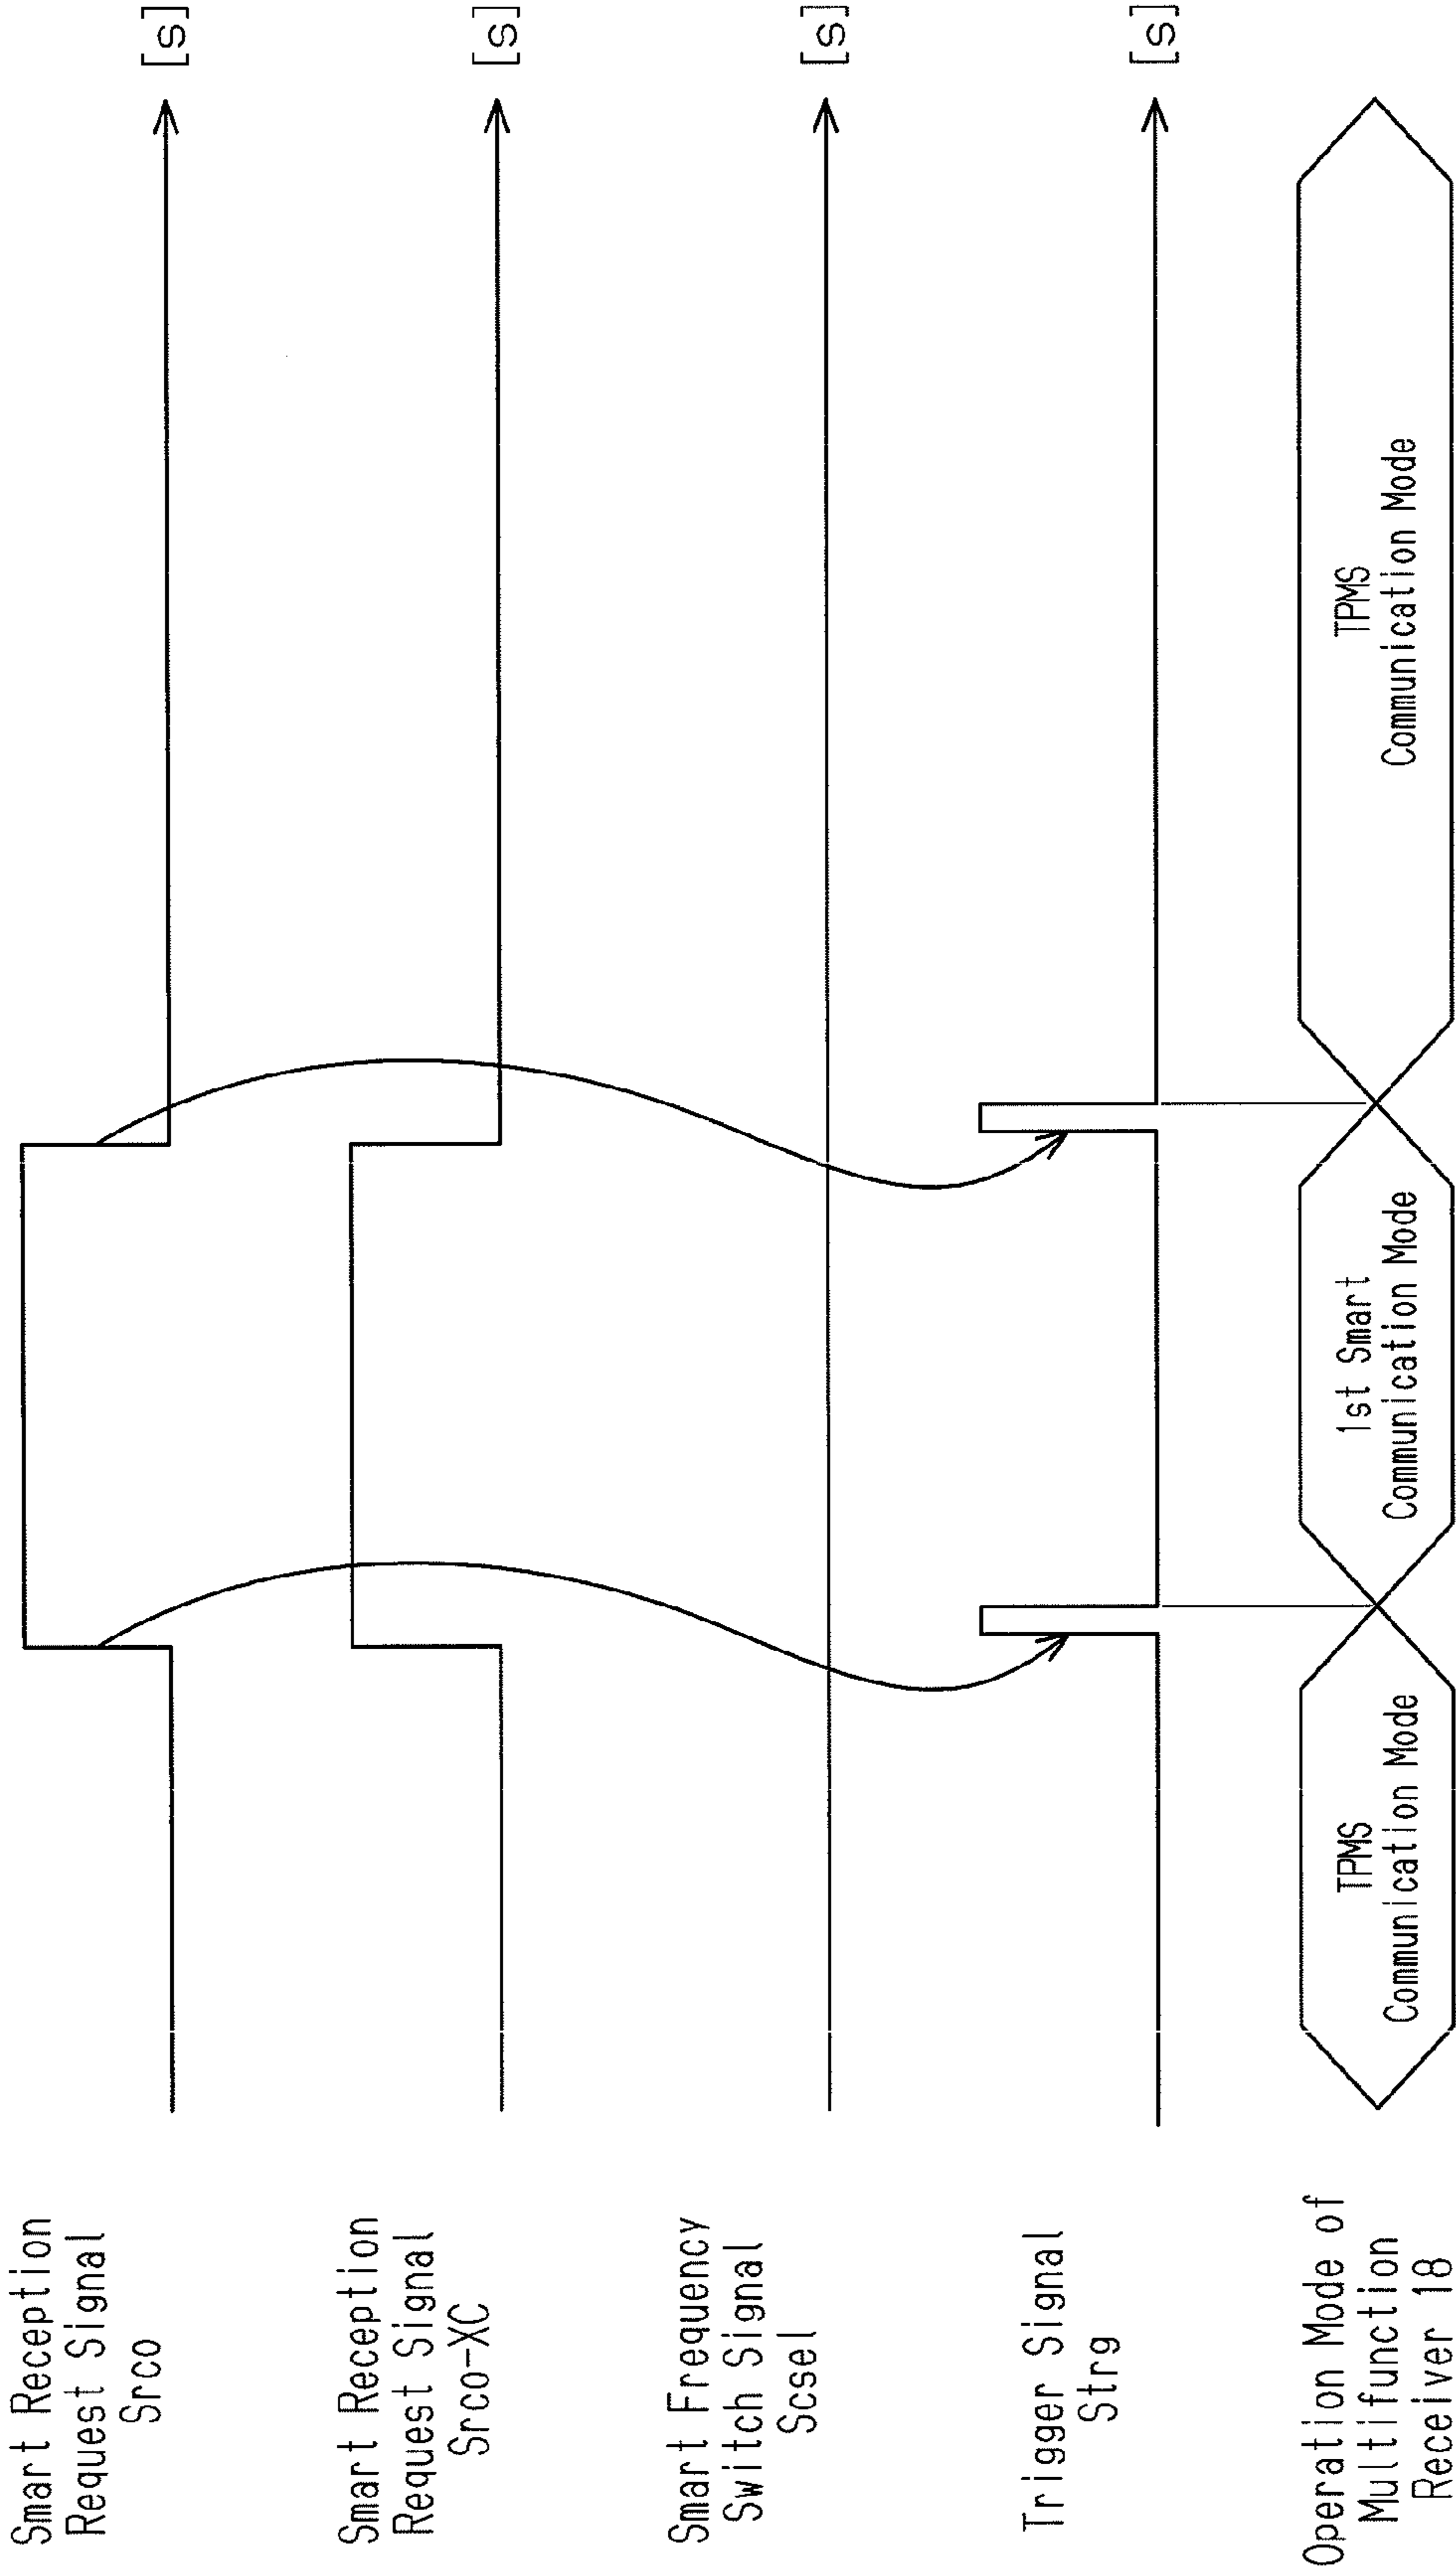 Smart Reception
Request Signal
Srco
[s]
Smart Reception
Request Signal
Srco-XC
[s]
Smart Frequency
Switch Signal
Scsel
[s]
Trigger Signal
Strg
[s]
Operation Mode of
Multifunction
Receiver 18
TPMS
Communication Mode
1st Smart
Communication Mode
TPMS
Communication Mode